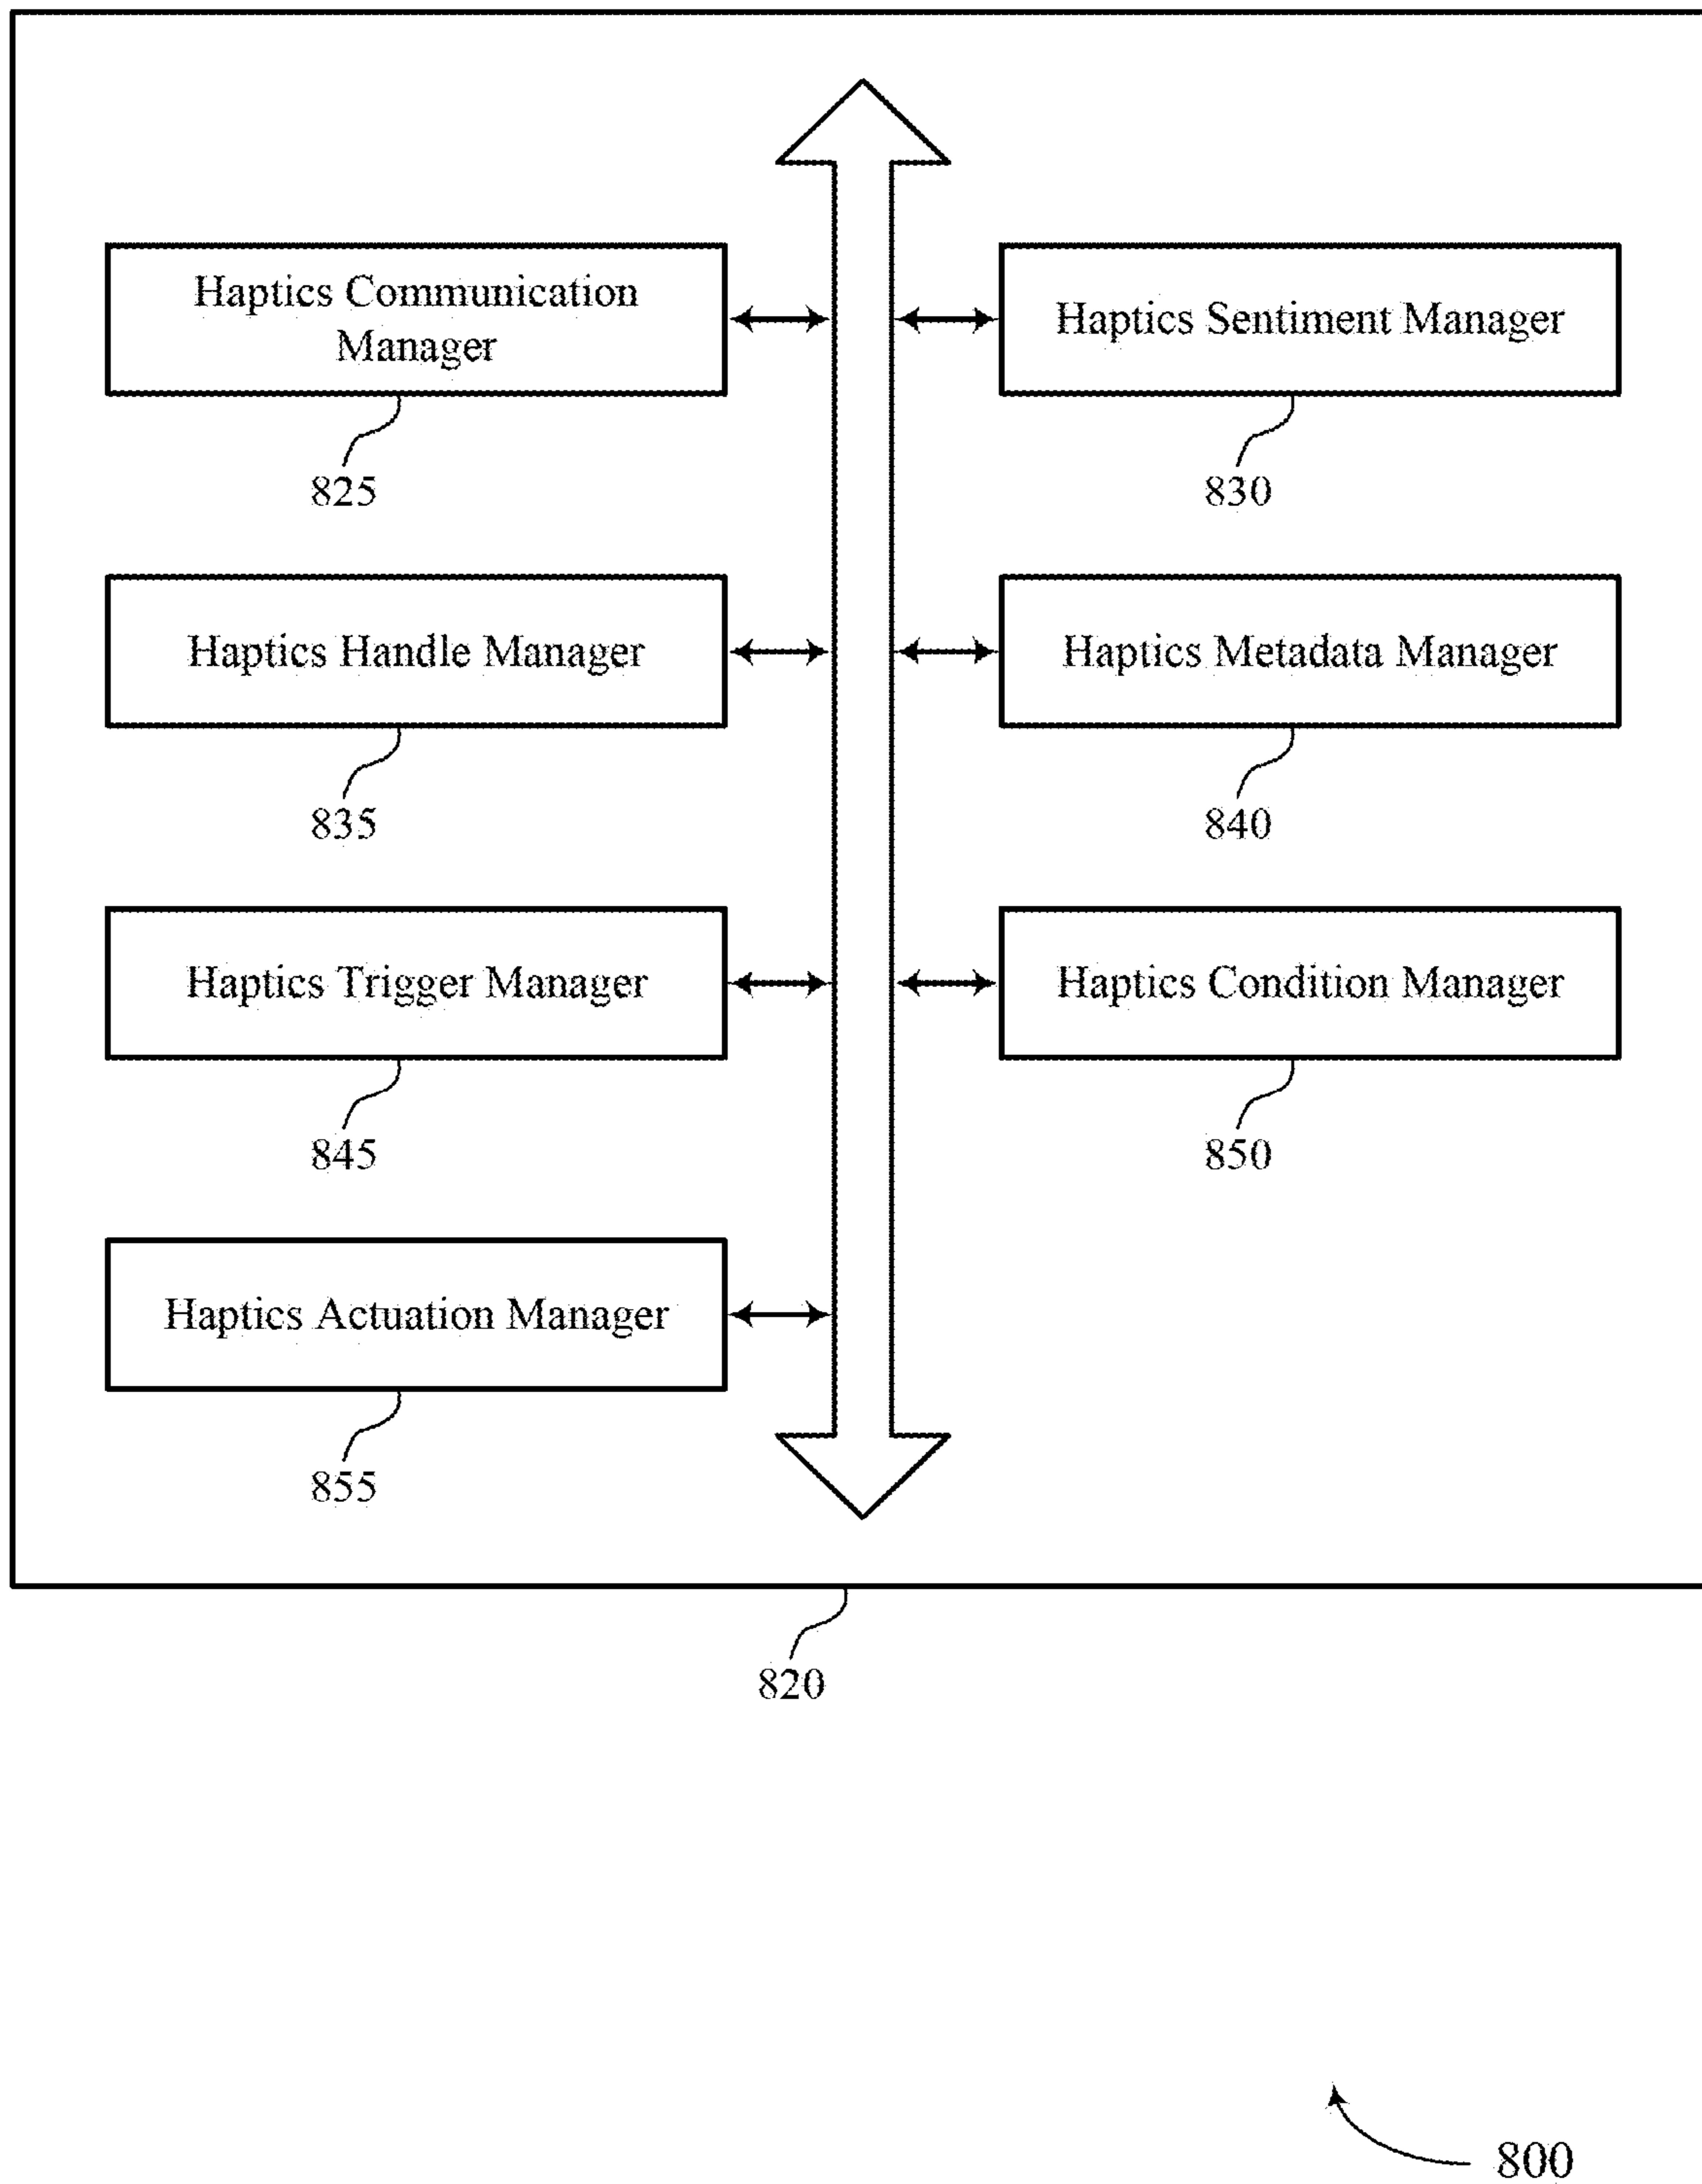 Haptics Communication
Manager
825
Haptics Sentiment Manager
830
Haptics Handle Manager
835
Haptics Metadata Manager
840
Haptics Trigger Manager
845
Haptics Condition Manager
850
Haptics Actuation Manager
855
820
800